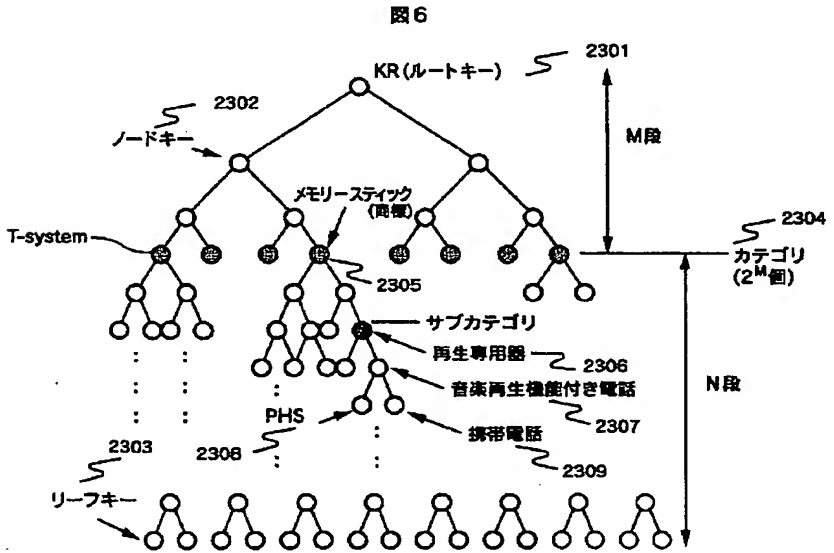 図6
KR(ルートキー)
2301
2302
ノードキー
M段
メモリースティック
(商標)
T-system
2304
カテゴリ
(2^M個)
2305
サブカテゴリ
再生専用器
2306
音楽再生機能付き電話
N段
PHS
2307
2308
携帯電話
2303
2309
リーフキー